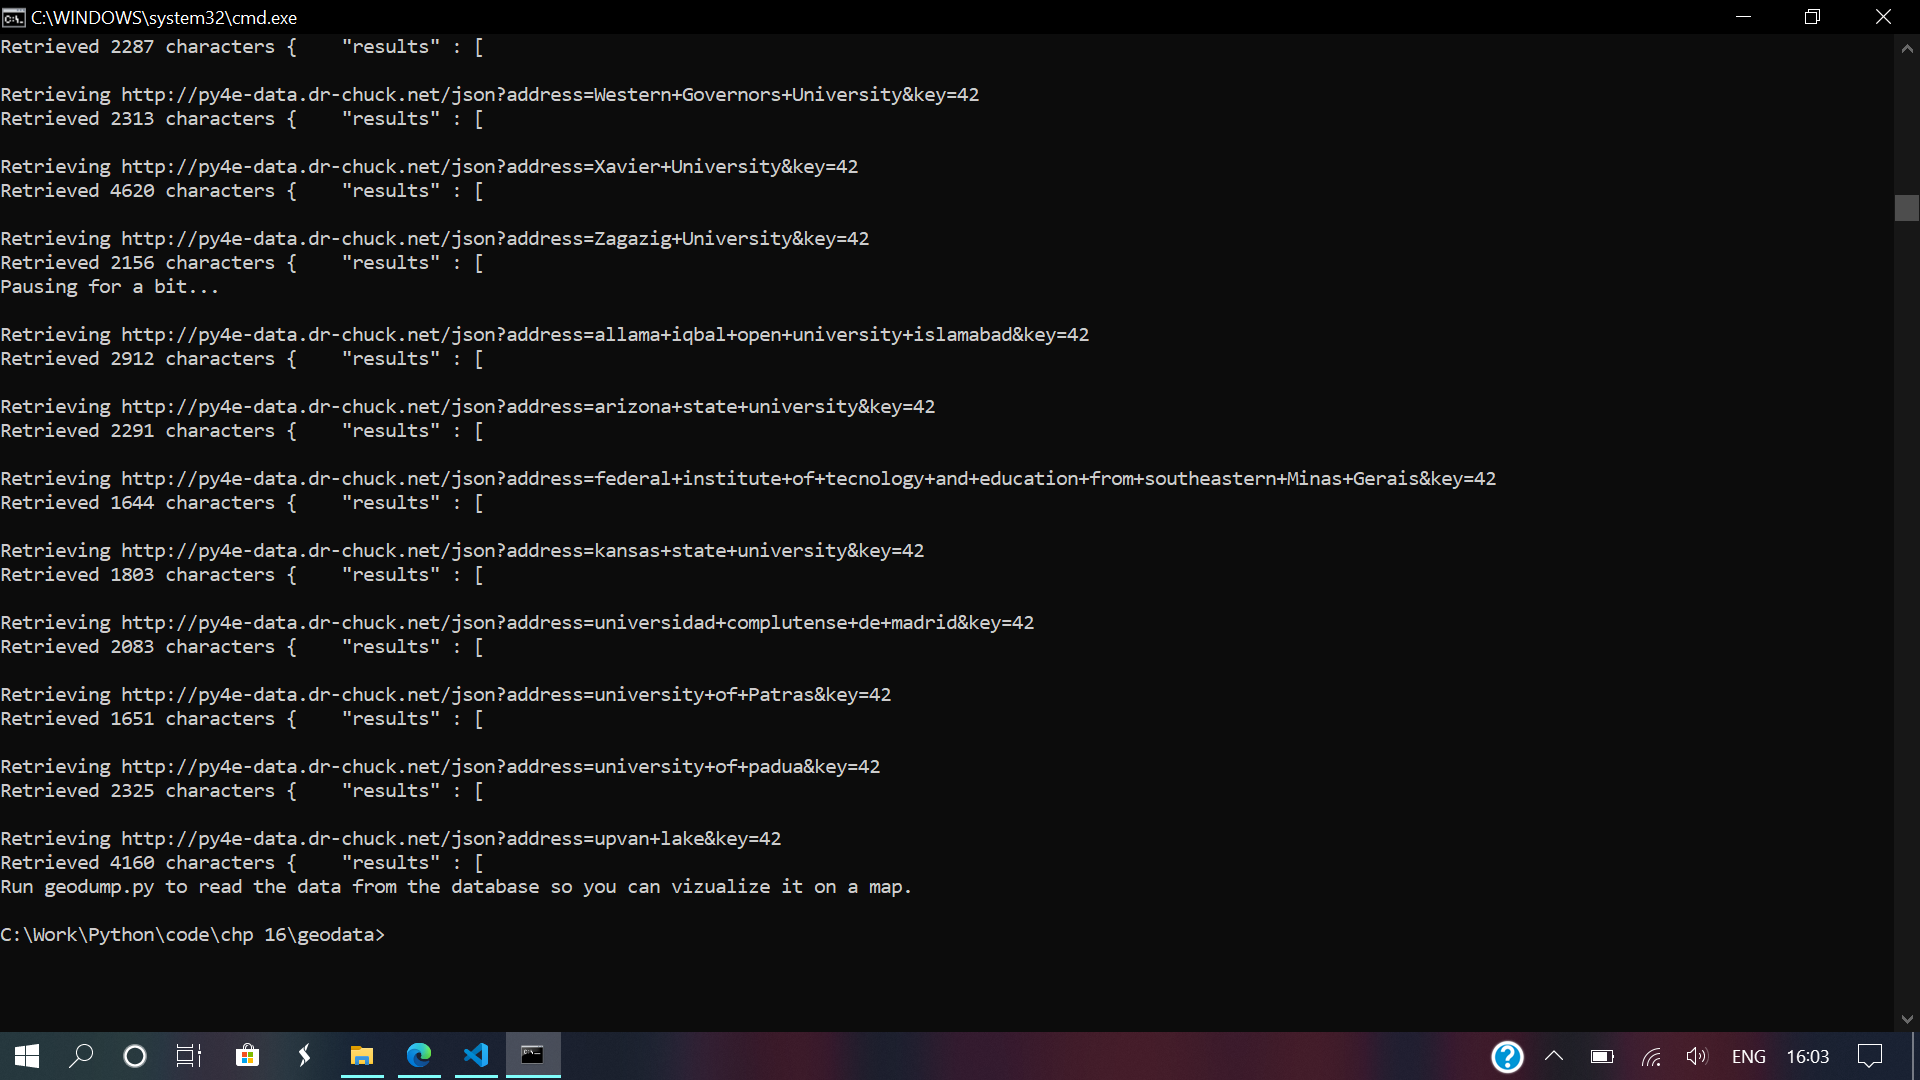 C:\WINDOWS\system32\cmd.exe
Retrieved 2287 characters {    "results" : [
Retrieving http://py4e-data.dr-chuck.net/json?address=Western+Governors+University&key=42
Retrieved 2313 characters {    "results" : [
Retrieving http://py4e-data.dr-chuck.net/json?address=Xavier+University&key=42
Retrieved 4620 characters {    "results" : [
Retrieving http://py4e-data.dr-chuck.net/json?address=Zagazig+University&key=42
Retrieved 2156 characters {    "results" : [
Pausing for a bit...
Retrieving http://py4e-data.dr-chuck.net/json?address=allama+iqbal+open+university+islamabad&key=42
Retrieved 2912 characters {    "results" : [
Retrieving http://py4e-data.dr-chuck.net/json?address=arizona+state+university&key=42
Retrieved 2291 characters {    "results" : [
Retrieving http://py4e-data.dr-chuck.net/json?address=federal+institute+of+tecnology+and+education+from+southeastern+Minas+Gerais&key=42
Retrieved 1644 characters {    "results" : [
Retrieving http://py4e-data.dr-chuck.net/json?address=kansas+state+university&key=42
Retrieved 1803 characters {    "results" : [
Retrieving http://py4e-data.dr-chuck.net/json?address=universidad+complutense+de+madrid&key=42
Retrieved 2083 characters {    "results" : [
Retrieving http://py4e-data.dr-chuck.net/json?address=university+of+Patras&key=42
Retrieved 1651 characters {    "results" : [
Retrieving http://py4e-data.dr-chuck.net/json?address=university+of+padua&key=42
Retrieved 2325 characters {    "results" : [
Retrieving http://py4e-data.dr-chuck.net/json?address=upvan+lake&key=42
Retrieved 4160 characters {    "results" : [
Run geodump.py to read the data from the database so you can vizualize it on a map.
C:\Work\Python\code\chp 16\geodata>
ENG 16:03